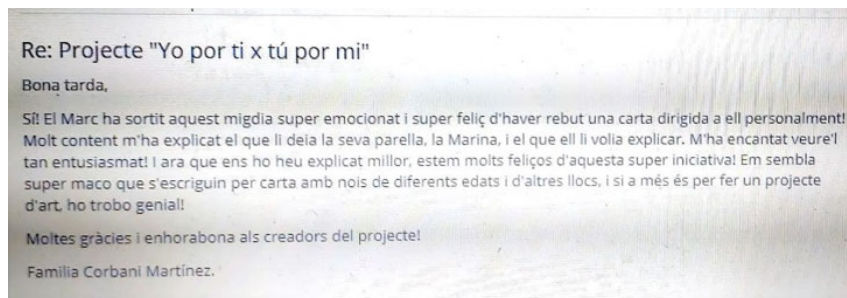 Re: Projecte "Yo por ti x tú por mi"
Bona tarda,
Sí! El Marc ha sortit aquest migdia super emocionat i super feliç d'haver rebut una carta dirigida a ell personalment!
Molt content m'ha explicat el que li deia la seva parella, la Marina, i el que ell li volia explicar. M'ha encantat veure'l
tan entusiasmat! I ara que ens ho heu explicat millor, estem molts feliços d'aquesta super iniciativa! Em sembla
super maco que s'escriguin per carta amb nois de diferents edats i d'altres llocs, i si a més és per fer un projecte
d'art, ho trobo genial!
Moltes gràcies i enhorabona als creadors del projecte!
Familia Corbani Martínez.